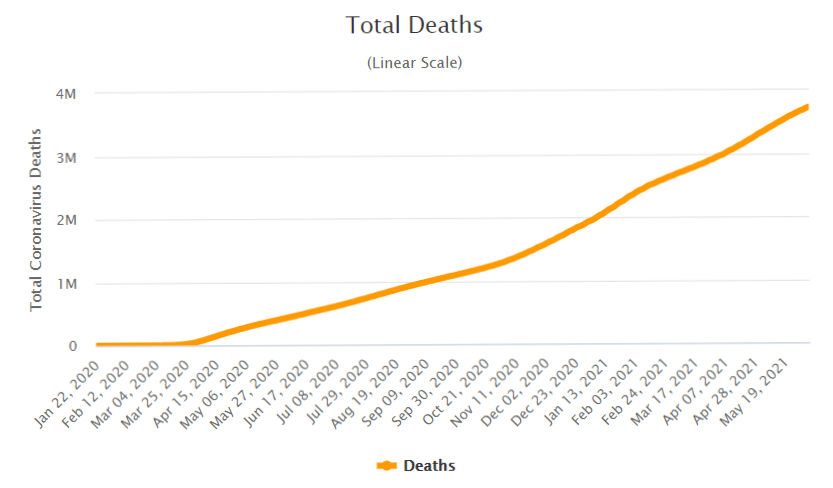 Total Deaths
(Linear Scale)
Total Coronavirus Deaths
4M
3M
2M
1M
0
Jan 22, 2020
Feb 12, 2020
Mar 04, 2020
Mar 25, 2020
Apr 15, 2020
May 06, 2020
May 27, 2020
Jun 17, 2020
Jul 08, 2020
Jul 29, 2020
Aug 19, 2020
Sep 09, 2020
Sep 30, 2020
Oct 21, 2020
Nov 11, 2020
Dec 02, 2020
Dec 23, 2020
Jan 13, 2021
Feb 03, 2021
Feb 24, 2021
Mar 17, 2021
Apr 07, 2021
Apr 28, 2021
May 19, 2021
Deaths